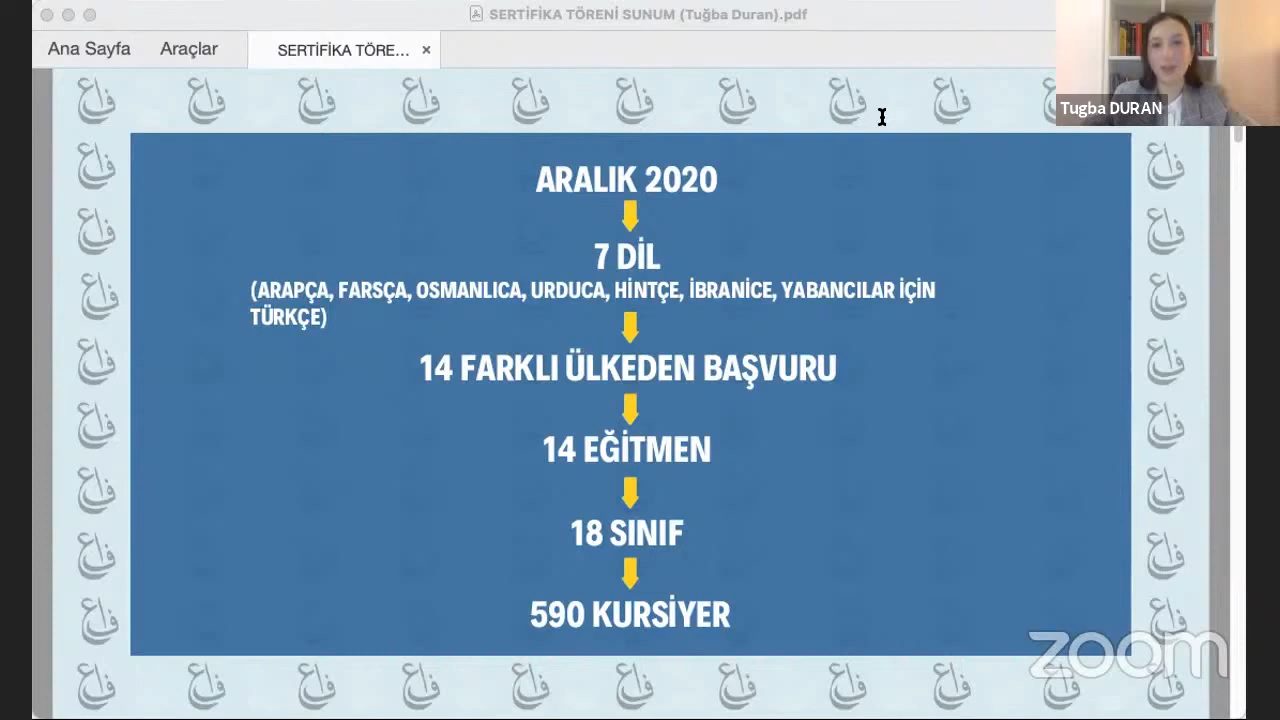 SERTİFİKA TÖRENİ SUNUM (Tuğba Duran).pdf
Ana Sayfa
Araçlar
SERTİFİKA TÖRE... ×
Tugba DURAN
ARALIK 2020
7 DİL
(ARAPÇA, FARSÇA, OSMANLICA, URDUCA, HİNTÇE, İBRANİCE, YABANCILAR İÇİN
TÜRKÇE)
14 FARKLI ÜLKEDEN BAŞVURU
14 EĞİTMEN
18 SINIF
590 KURSİYER
zoom